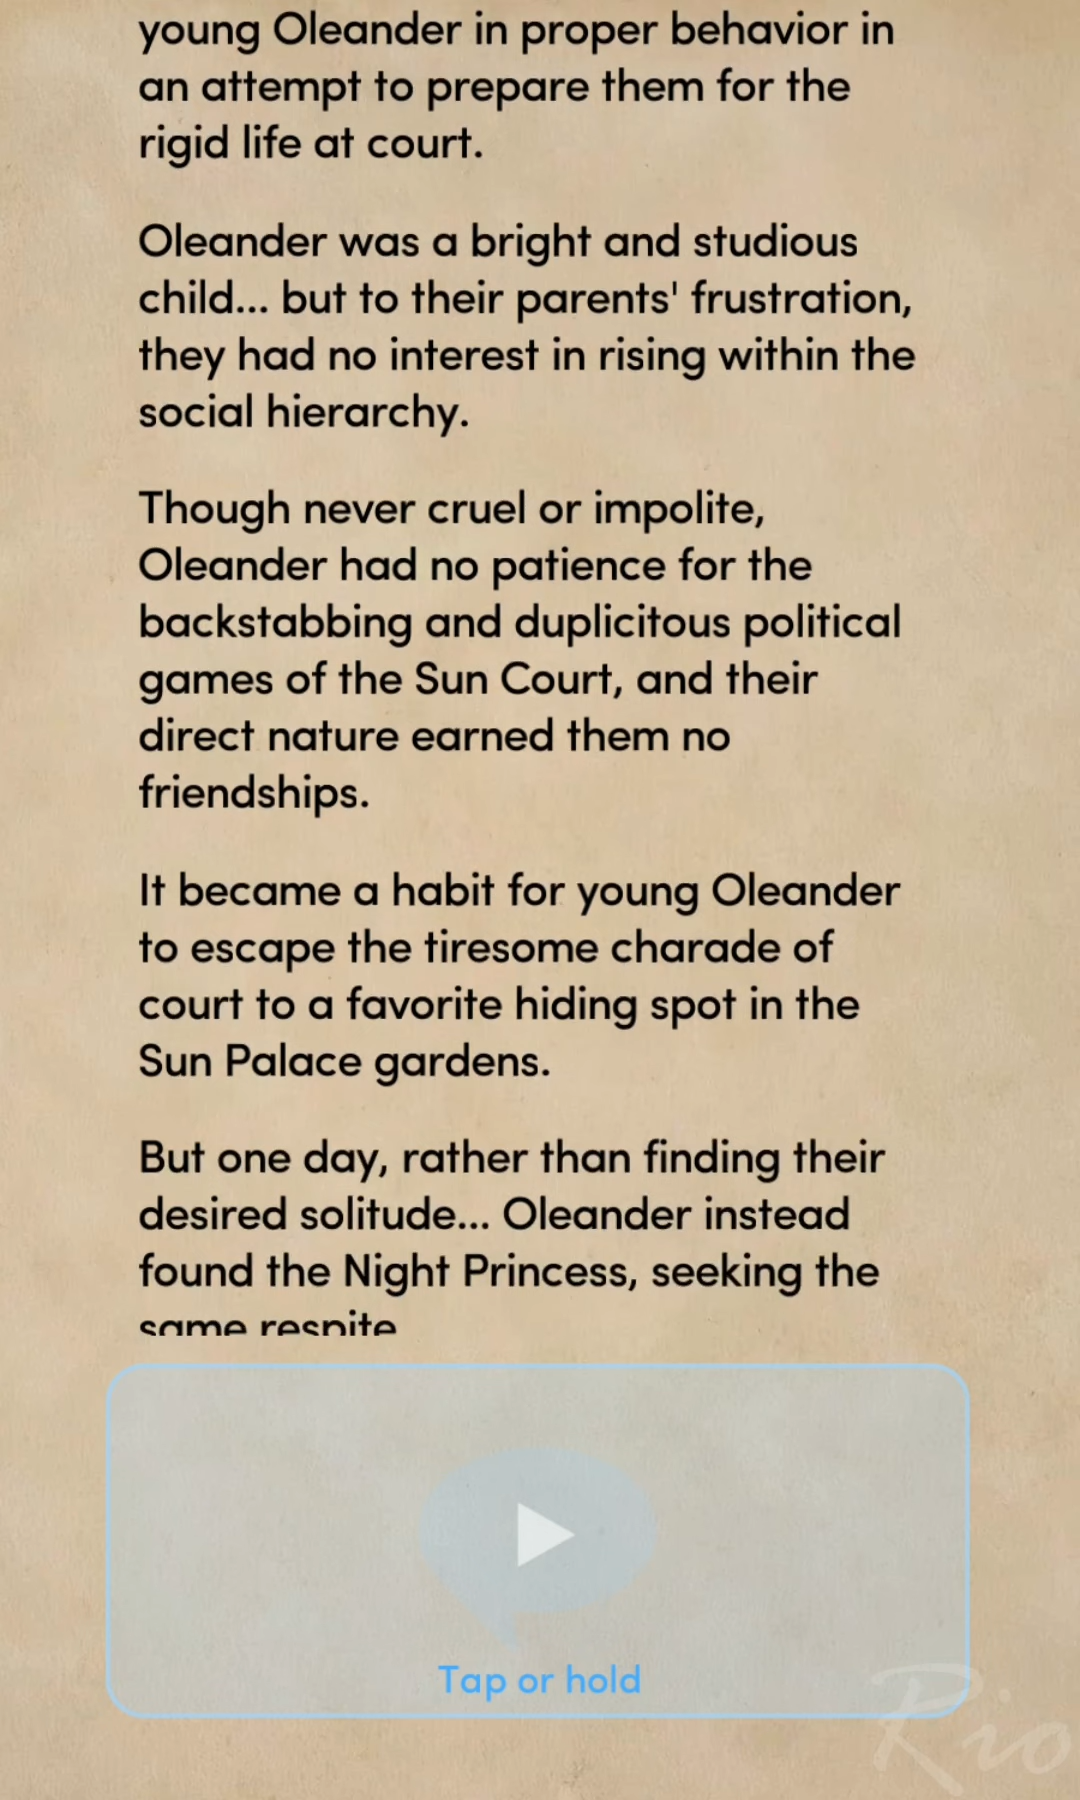 young Oleander in proper behavior in
an attempt to prepare them for the
rigid life at court.
Oleander was a bright and studious
child... but to their parents' frustration,
they had no interest in rising within the
social hierarchy.
Though never cruel or impolite,
Oleander had no patience for the
backstabbing and duplicitous political
games of the Sun Court, and their
direct nature earned them no
friendships.
It became a habit for young Oleander
to escape the tiresome charade of
court to a favorite hiding spot in the
Sun Palace gardens.
But one day, rather than finding their
desired solitude... Oleander instead
found the Night Princess, seeking the
same respite
Tap or hold
Rio